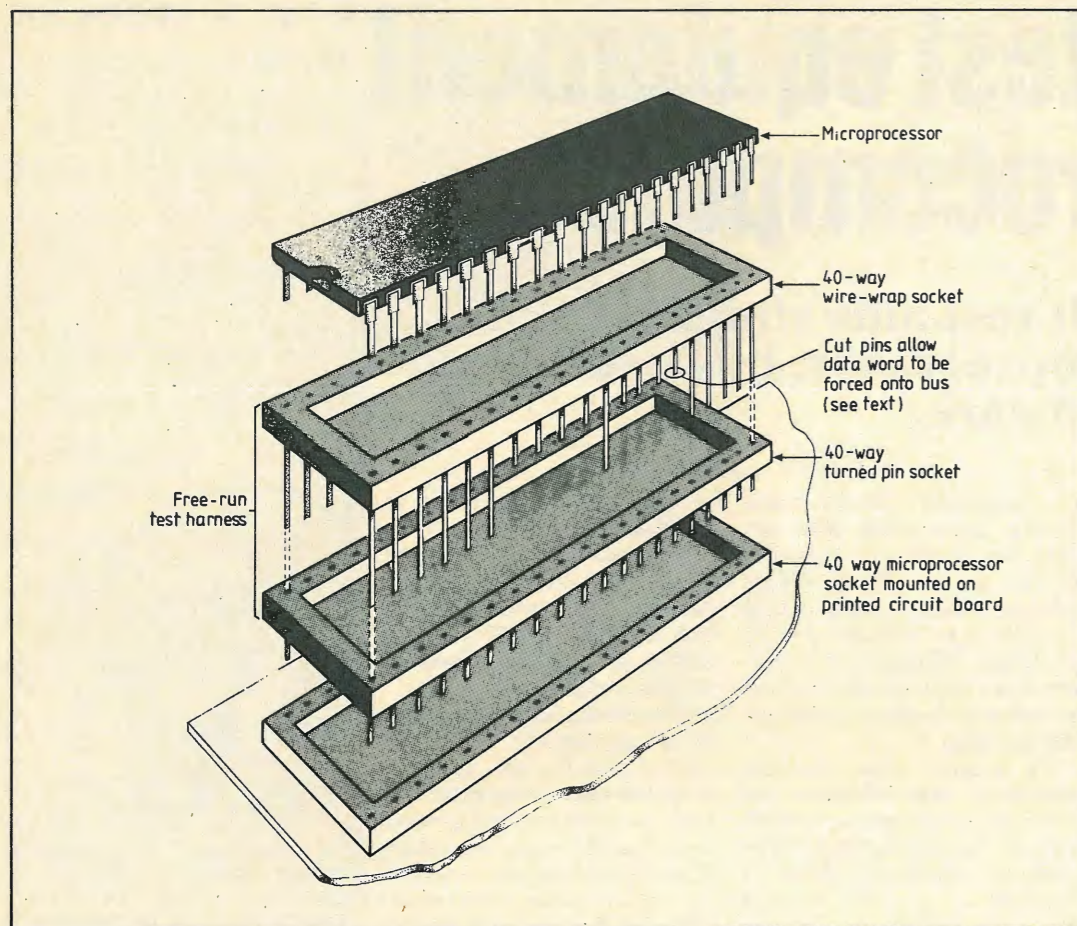 Microprocessor
40-way
wire-wrap socket
Cut pins allow
data word to be
forced onto bus
(see text)
40-way
turned pin socket
Free-run
test harness
40 way microprocessor
socket mounted on
printed circuit board